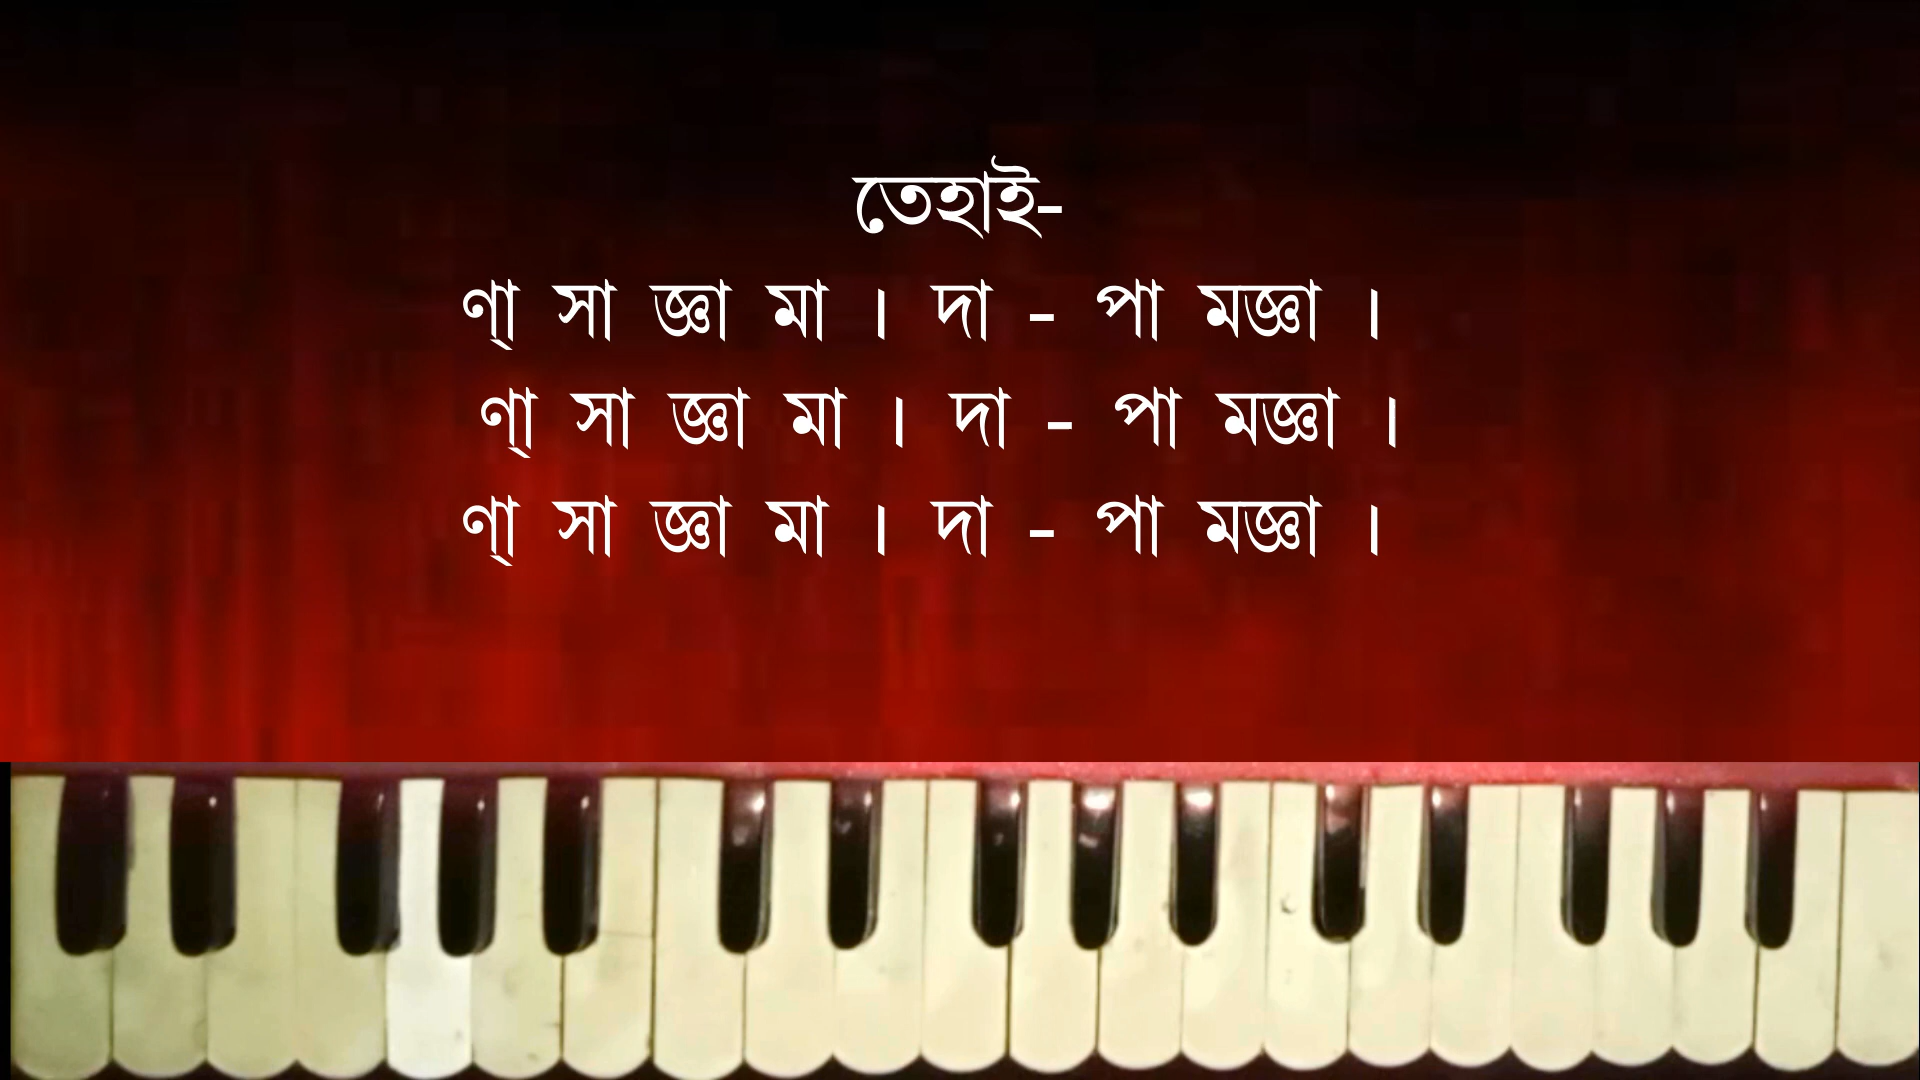 তেহাই-
ণা্ সা জ্ঞা মা । দা - পা মজ্ঞা ।
ণা্ সা জ্ঞা মা । দা - পা মজ্ঞা ।
ণা্ সা জ্ঞা মা । দা - পা মজ্ঞা ।